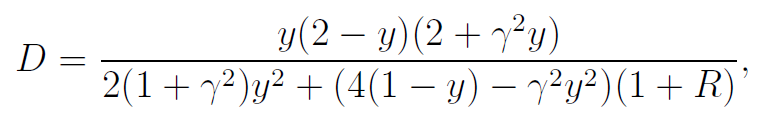 D = \frac{y(2 - y)(2 + \gamma^2 y)}{2(1 + \gamma^2)y^2 + (4(1 - y) - \gamma^2 y^2)(1 + R)},